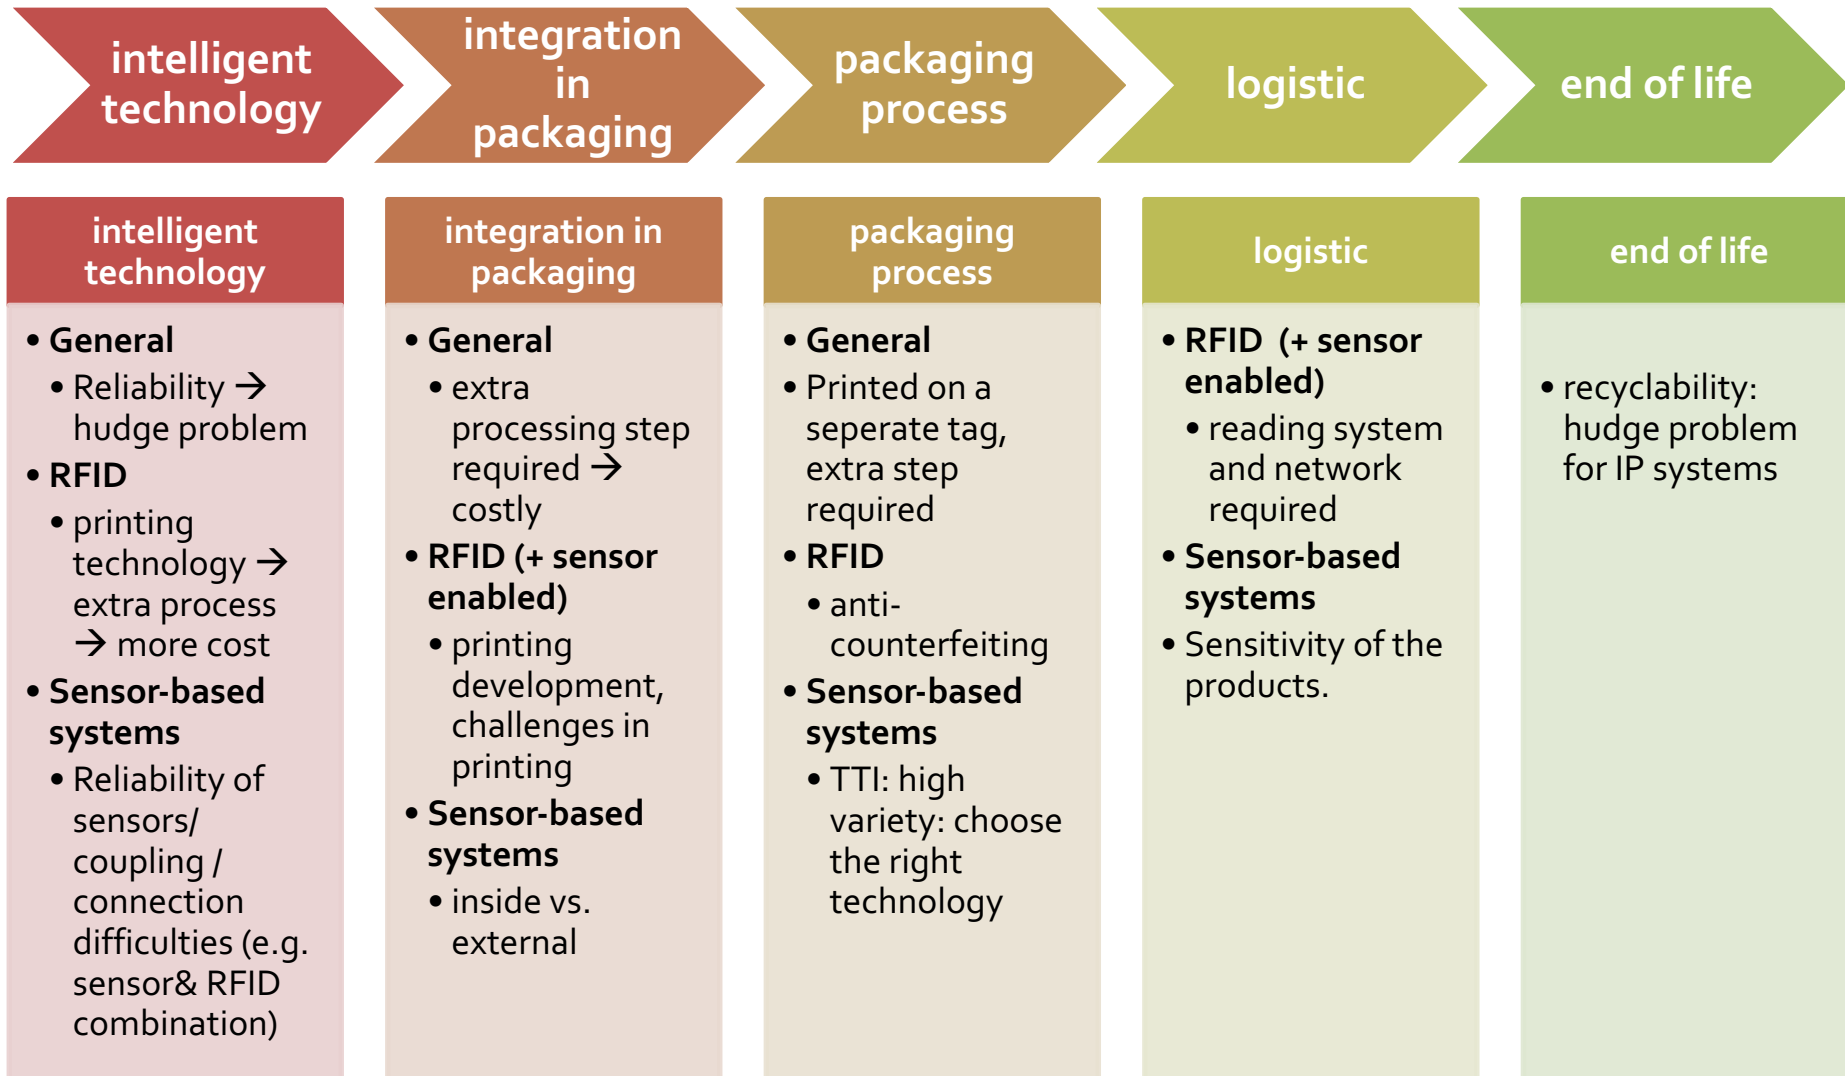 intelligent
technology
integration
in
packaging
packaging
process
logistic
end of life
intelligent
technology
• General
• Reliability →
hudge problem
• RFID
• printing
technology →
extra process
→ more cost
• Sensor-based
systems
• Reliability of
sensors/
coupling /
connection
difficulties (e.g.
sensor& RFID
combination)
integration in
packaging
• General
• extra
processing step
required →
costly
• RFID (+ sensor
enabled)
• printing
development,
challenges in
printing
• Sensor-based
systems
• inside vs.
external
packaging
process
• General
• Printed on a
seperate tag,
extra step
required
• RFID
• anti-
counterfeiting
• Sensor-based
systems
• TTI: high
variety: choose
the right
technology
logistic
• RFID (+ sensor
enabled)
• reading system
and network
required
• Sensor-based
systems
• Sensitivity of the
products.
end of life
• recyclability:
hudge problem
for IP systems